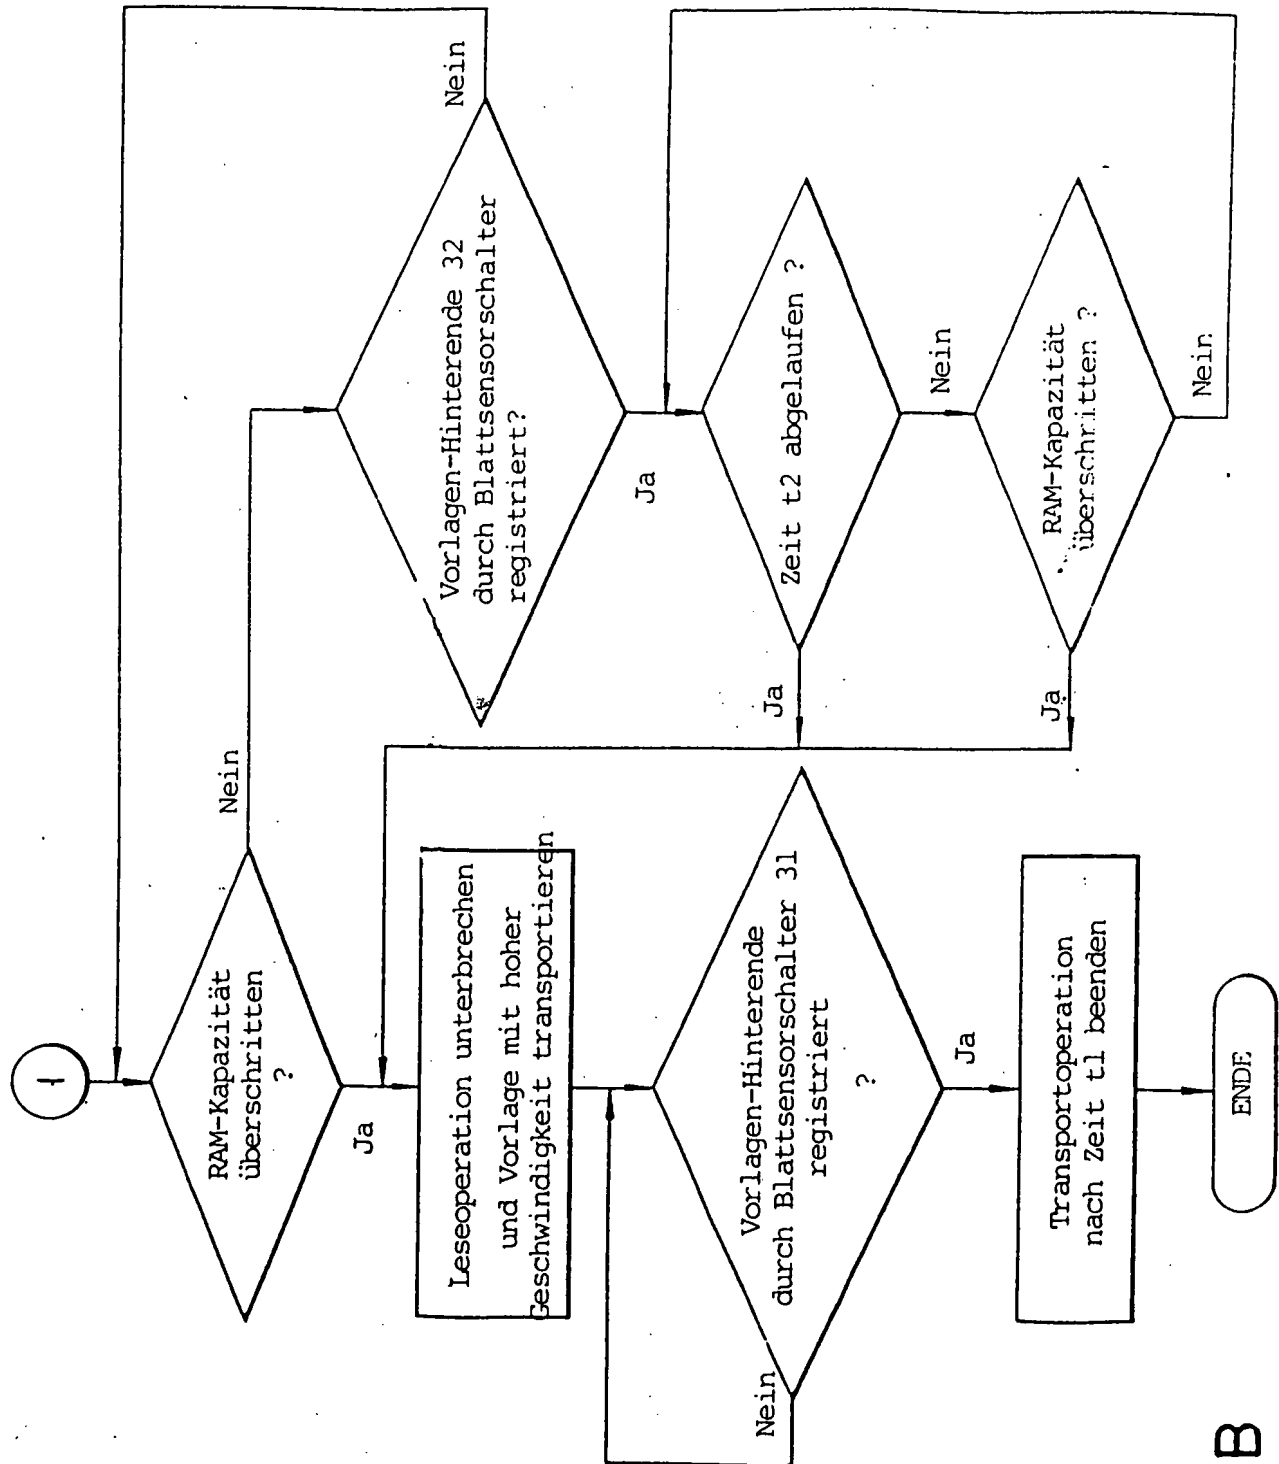 1
RAM-Kapazität
überschritten
?
Nein
Ja
Vorlagen-Hinterende 32
durch Blattsensorschalter
registriert?
Nein
Ja
Leseoperation unterbrechen
und Vorlage mit hoher
Geschwindigkeit transportieren
Zeit t2 abgelaufen ?
Ja
Nein
RAM-Kapazität
überschritten ?
Ja
Nein
Vorlagen-Hinterende
durch Blattsensorschalter 31
registriert
?
Nein
Ja
Transportoperation
nach Zeit t1 beenden
ENDE
B